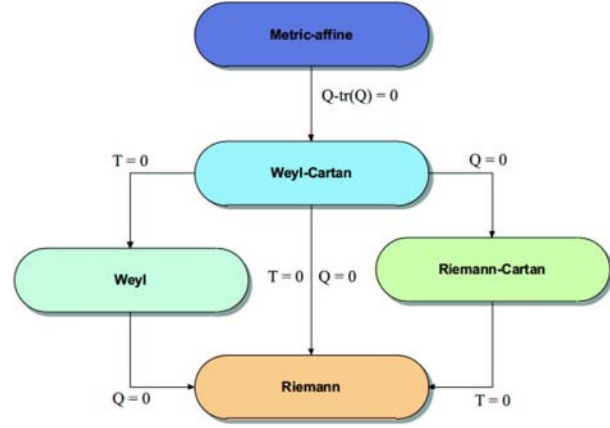 Metric-affine
Q-tr(Q) = 0
T = 0
Weyl-Cartan
Q = 0
Weyl
T = 0
Q = 0
Riemann-Cartan
Q = 0
Riemann
T = 0